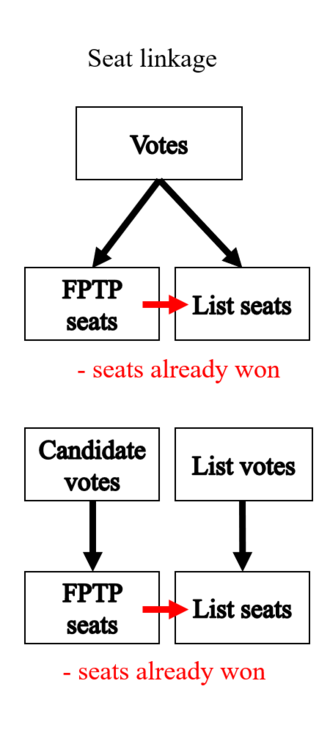 Seat linkage
Votes
FPTP
seats
List seats
- seats already won
Candidate
votes
List votes
FPTP
seats
List seats
- seats already won